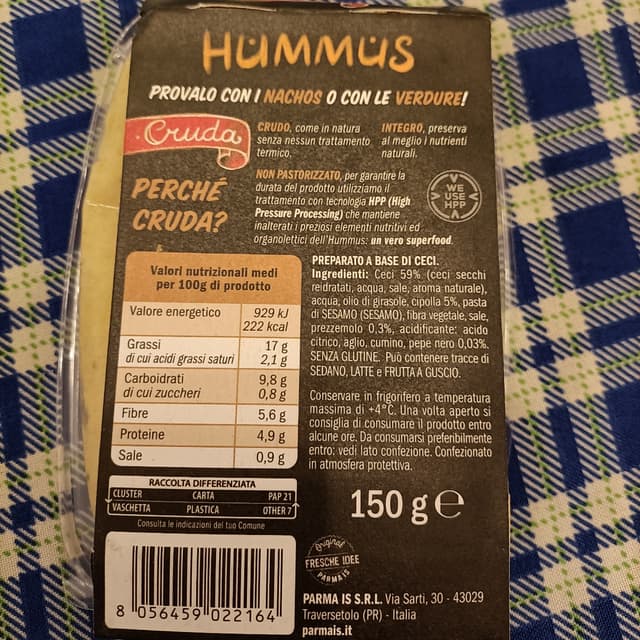 HUMMUS
PROVALO CON I NACHOS O CON LE VERDURE!
Cruda
CRUDO, come in natura
senza nessun trattamento
termico.
INTEGRO, preserva
al meglio i nutrienti
naturali.
PERCHÉ
CRUDA?
NON PASTORIZZATO, per garantire la
durata del prodotto utilizziamo il
trattamento con tecnologia HPP (High
Pressure Processing) che mantiene
inalterati i preziosi elementi nutritivi ed
organolettici dell'Hummus: un vero superfood.
WE
USE
HPP
Valori nutrizionali medi
per 100g di prodotto
Valore energetico 929 kJ
222 kcal
Grassi 17 g
di cui acidi grassi saturi 2,1 g
Carboidrati 9,8 g
di cui zuccheri 0,8 g
Fibre 5,6 g
Proteine 4,9 g
Sale 0,9 g
PREPARATO A BASE DI CECI.
Ingredienti: Ceci 59% (ceci secchi
reidratati, acqua, sale, aroma naturale),
acqua, olio di girasole, cipolla 5%, pasta
di SESAMO (SESAMO), fibra vegetale, sale,
prezzemolo 0,3%, acidificante: acido
citrico, aglio, cumino, pepe nero 0,03%.
SENZA GLUTINE. Può contenere tracce di
SEDANO, LATTE e FRUTTA A GUSCIO.
Conservare in frigorifero a temperatura
massima di +4°C. Una volta aperto si
consiglia di consumare il prodotto entro
alcune ore. Da consumarsi preferibilmente
entro: vedi lato confezione. Confezionato
in atmosfera protettiva.
RACCOLTA DIFFERENZIATA
CLUSTER CARTA PAP 21
VASCHETTA PLASTICA OTHER 7
Consulta le indicazioni del tuo Comune
150 g e
8 056459 022164
Original
FRESCHE IDEE
PARMA IS
PARMA IS S.R.L. Via Sarti, 30 - 43029
Traversetolo (PR) - Italia
parmais.it